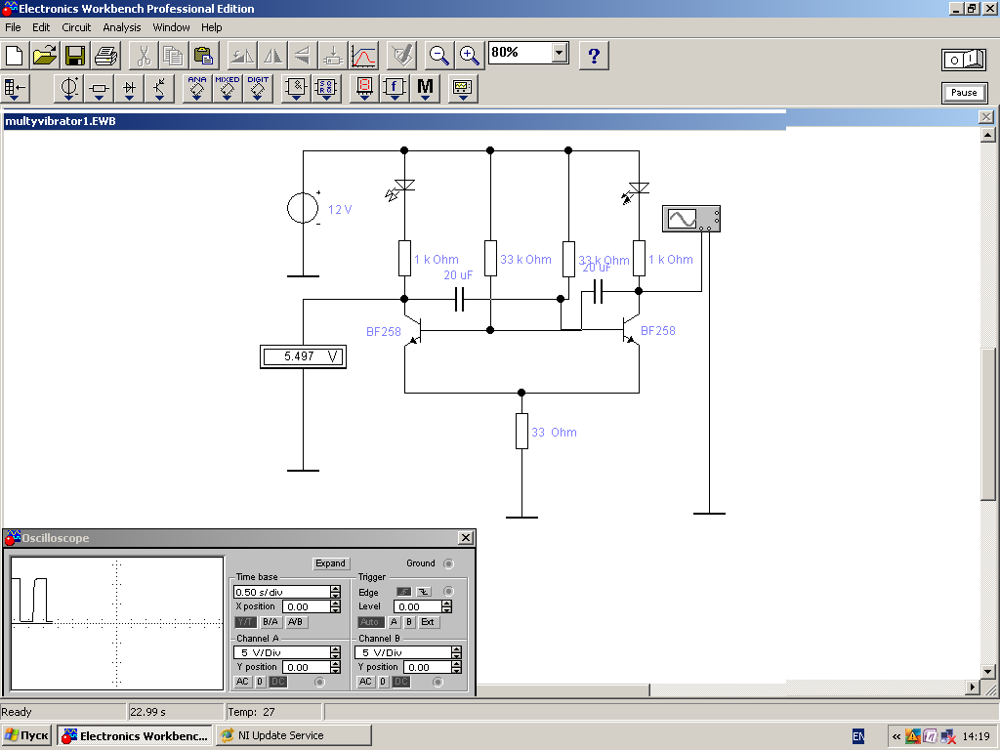 Electronics Workbench Professional Edition
File Edit Circuit Analysis Window Help
80%
?
O I
ANA MIXED DIGIT
f M
Pause
multyvibrator1.EWB
+
12 V
−
1 k Ohm 33 k Ohm 33 k Ohm 1 k Ohm
20 uF 20 uF
BF258 BF258
5.497 V
33 Ohm
Oscilloscope
Expand Ground
Time base Trigger
0.50 s/div Edge
X position 0.00 Level 0.00
Y/T B/A A/B Auto A B Ext
Channel A Channel B
5 V/Div 5 V/Div
Y position 0.00 Y position 0.00
AC 0 DC AC 0 DC
Ready 22.99 s Temp: 27
Пуск Electronics Workbenc... NI Update Service EN « 14:19